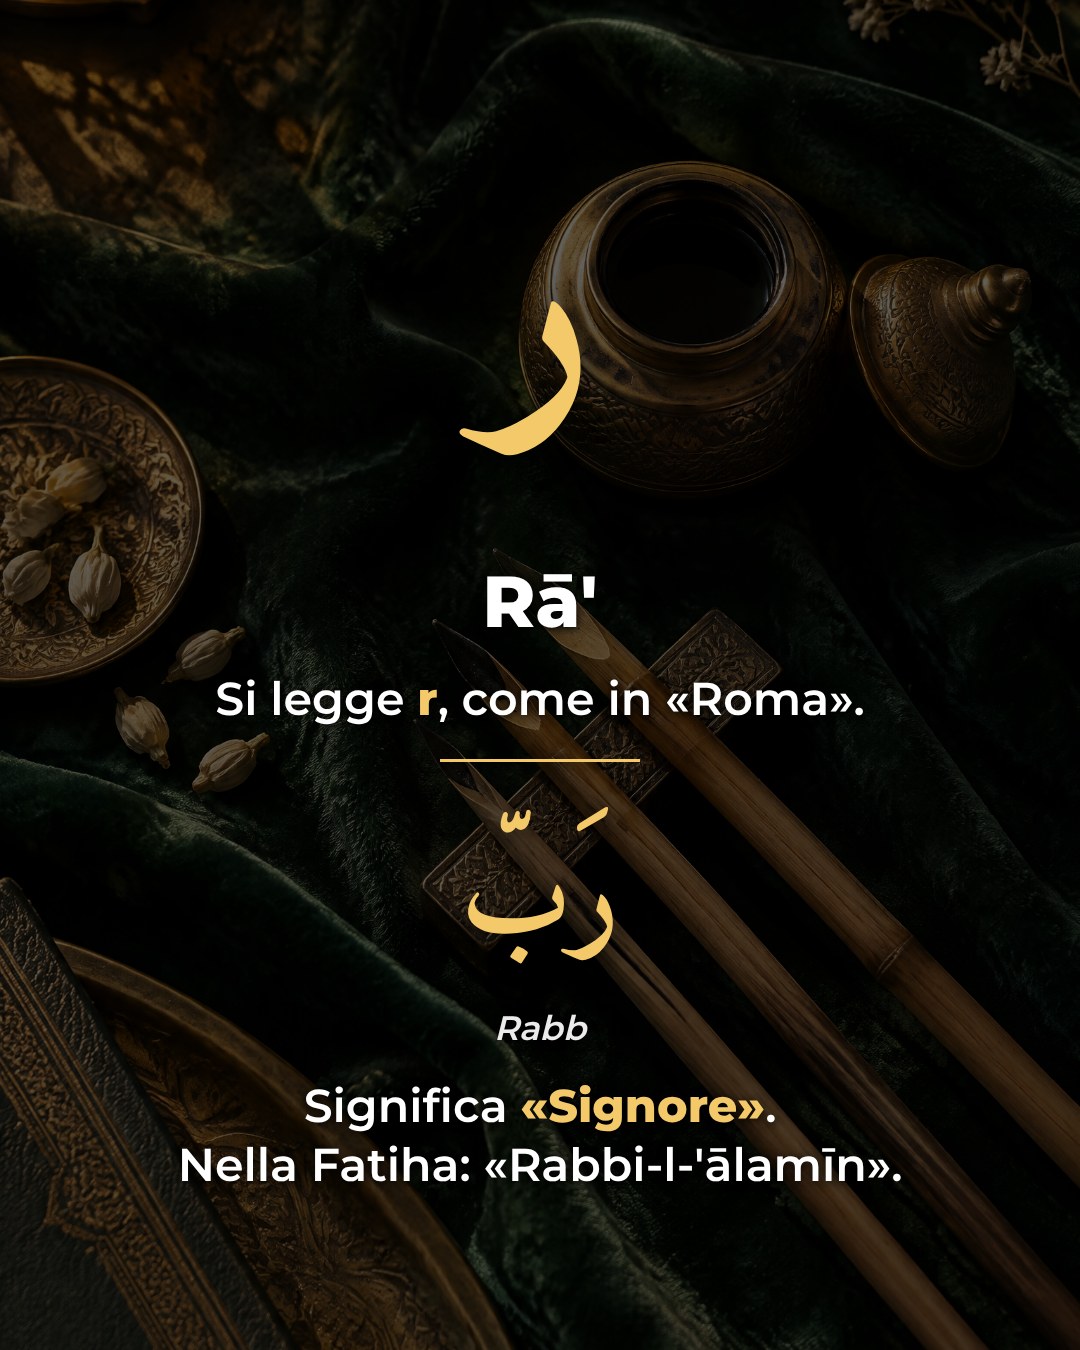 ر
Rā'
Si legge r, come in «Roma».
رَبّ
Rabb
Significa «Signore».
Nella Fatiha: «Rabbi-l-'ālamīn».